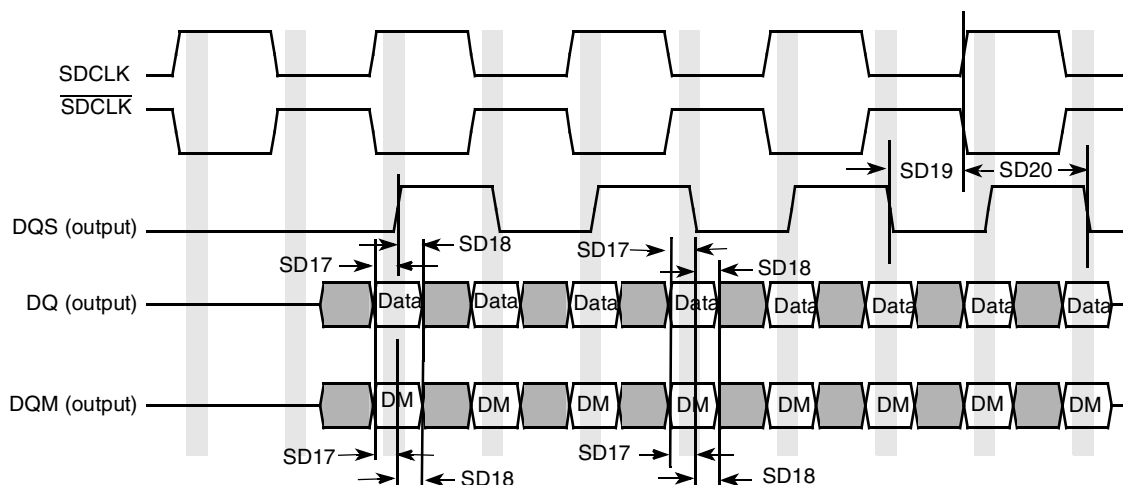 SDCLK
SDCLK
SD19 SD20
DQS (output)
SD18 SD17
SD17 SD18
DQ (output) Data Data Data Data Data Data Data Data
DQM (output) DM DM DM DM DM DM DM DM
SD17 SD17
SD18 SD18